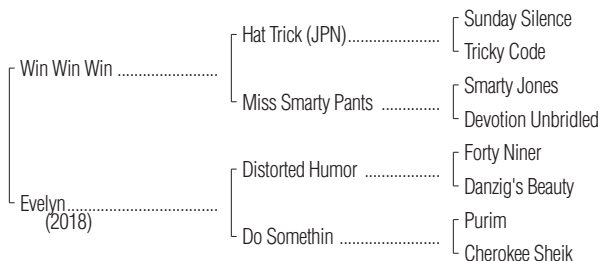 Sunday Silence
Hat Trick (JPN)
Tricky Code
Win Win Win
Smarty Jones
Miss Smarty Pants
Devotion Unbridled
Forty Niner
Distorted Humor
Danzig's Beauty
Evelyn
(2018)
Purim
Do Somethin
Cherokee Sheik